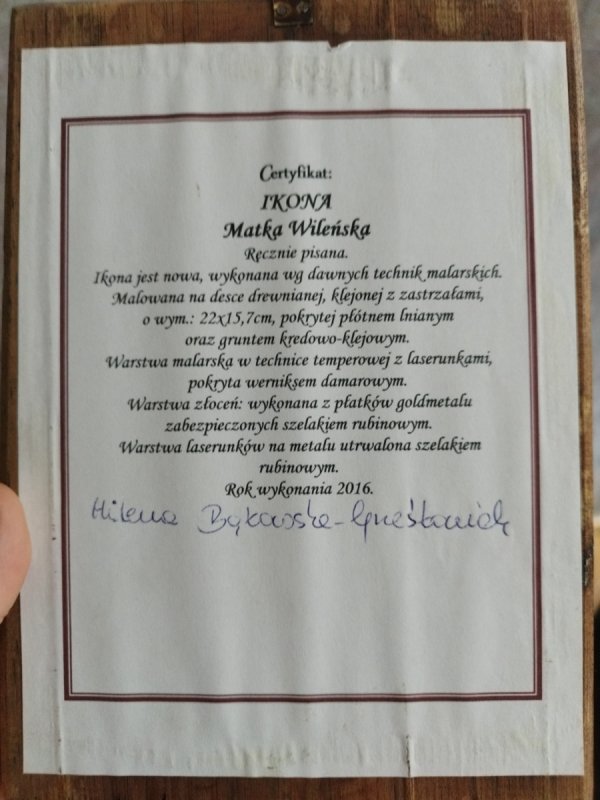 Certyfikat:
IKONA
Matka Wileńska
Ręcznie pisana.
Ikona jest nowa, wykonana wg dawnych technik malarskich.
Malowana na desce drewnianej, klejonej z zastrzałami,
o wym.: 22x15,7cm, pokrytej płótnem lnianym
oraz gruntem kredowo-klejowym.
Warstwa malarska w technice temperowej z laserunkami,
pokryta werniksem damarowym.
Warstwa złoceń: wykonana z płatków goldmetalu
zabezpieczonych szelakiem rubinowym.
Warstwa laserunków na metalu utrwalona szelakiem
rubinowym.
Rok wykonania 2016.
Milena